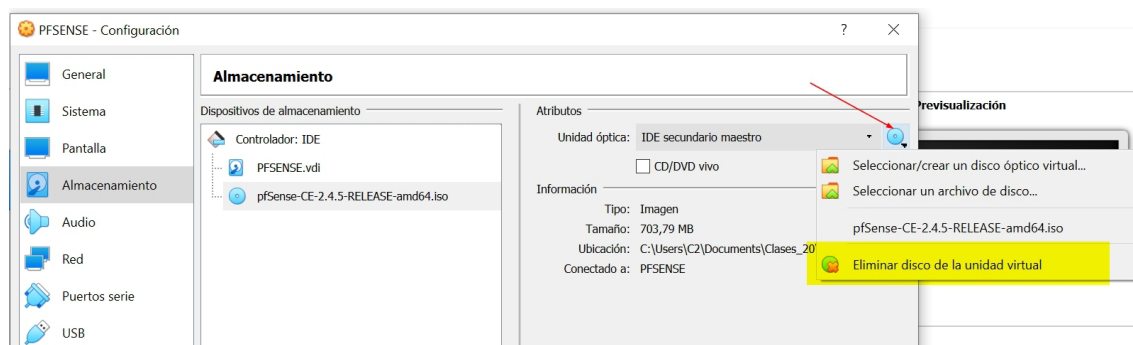 PFSENSE - Configuración
?
General
Sistema
Pantalla
Almacenamiento
Audio
Red
Puertos serie
USB
Almacenamiento
Dispositivos de almacenamiento
Controlador: IDE
PFSENSE.vdi
pfSense-CE-2.4.5-RELEASE-amd64.iso
Atributos
Unidad óptica: IDE secundario maestro
CD/DVD vivo
Información
Tipo: Imagen
Tamaño: 703,79 MB
Ubicación: C:\Users\C2\Documents\Clases_20
Conectado a: PFSENSE
Previsualización
Seleccionar/crear un disco óptico virtual...
Seleccionar un archivo de disco...
pfSense-CE-2.4.5-RELEASE-amd64.iso
Eliminar disco de la unidad virtual